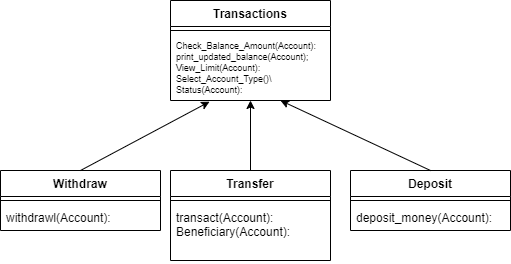 Transactions
Check_Balance_Amount(Account):
print_updated_balance(Account);
View_Limit(Account):
Select_Account_Type()\
Status(Account):
Withdraw
withdrawl(Account):
Transfer
transact(Account):
Beneficiary(Account):
Deposit
deposit_money(Account):